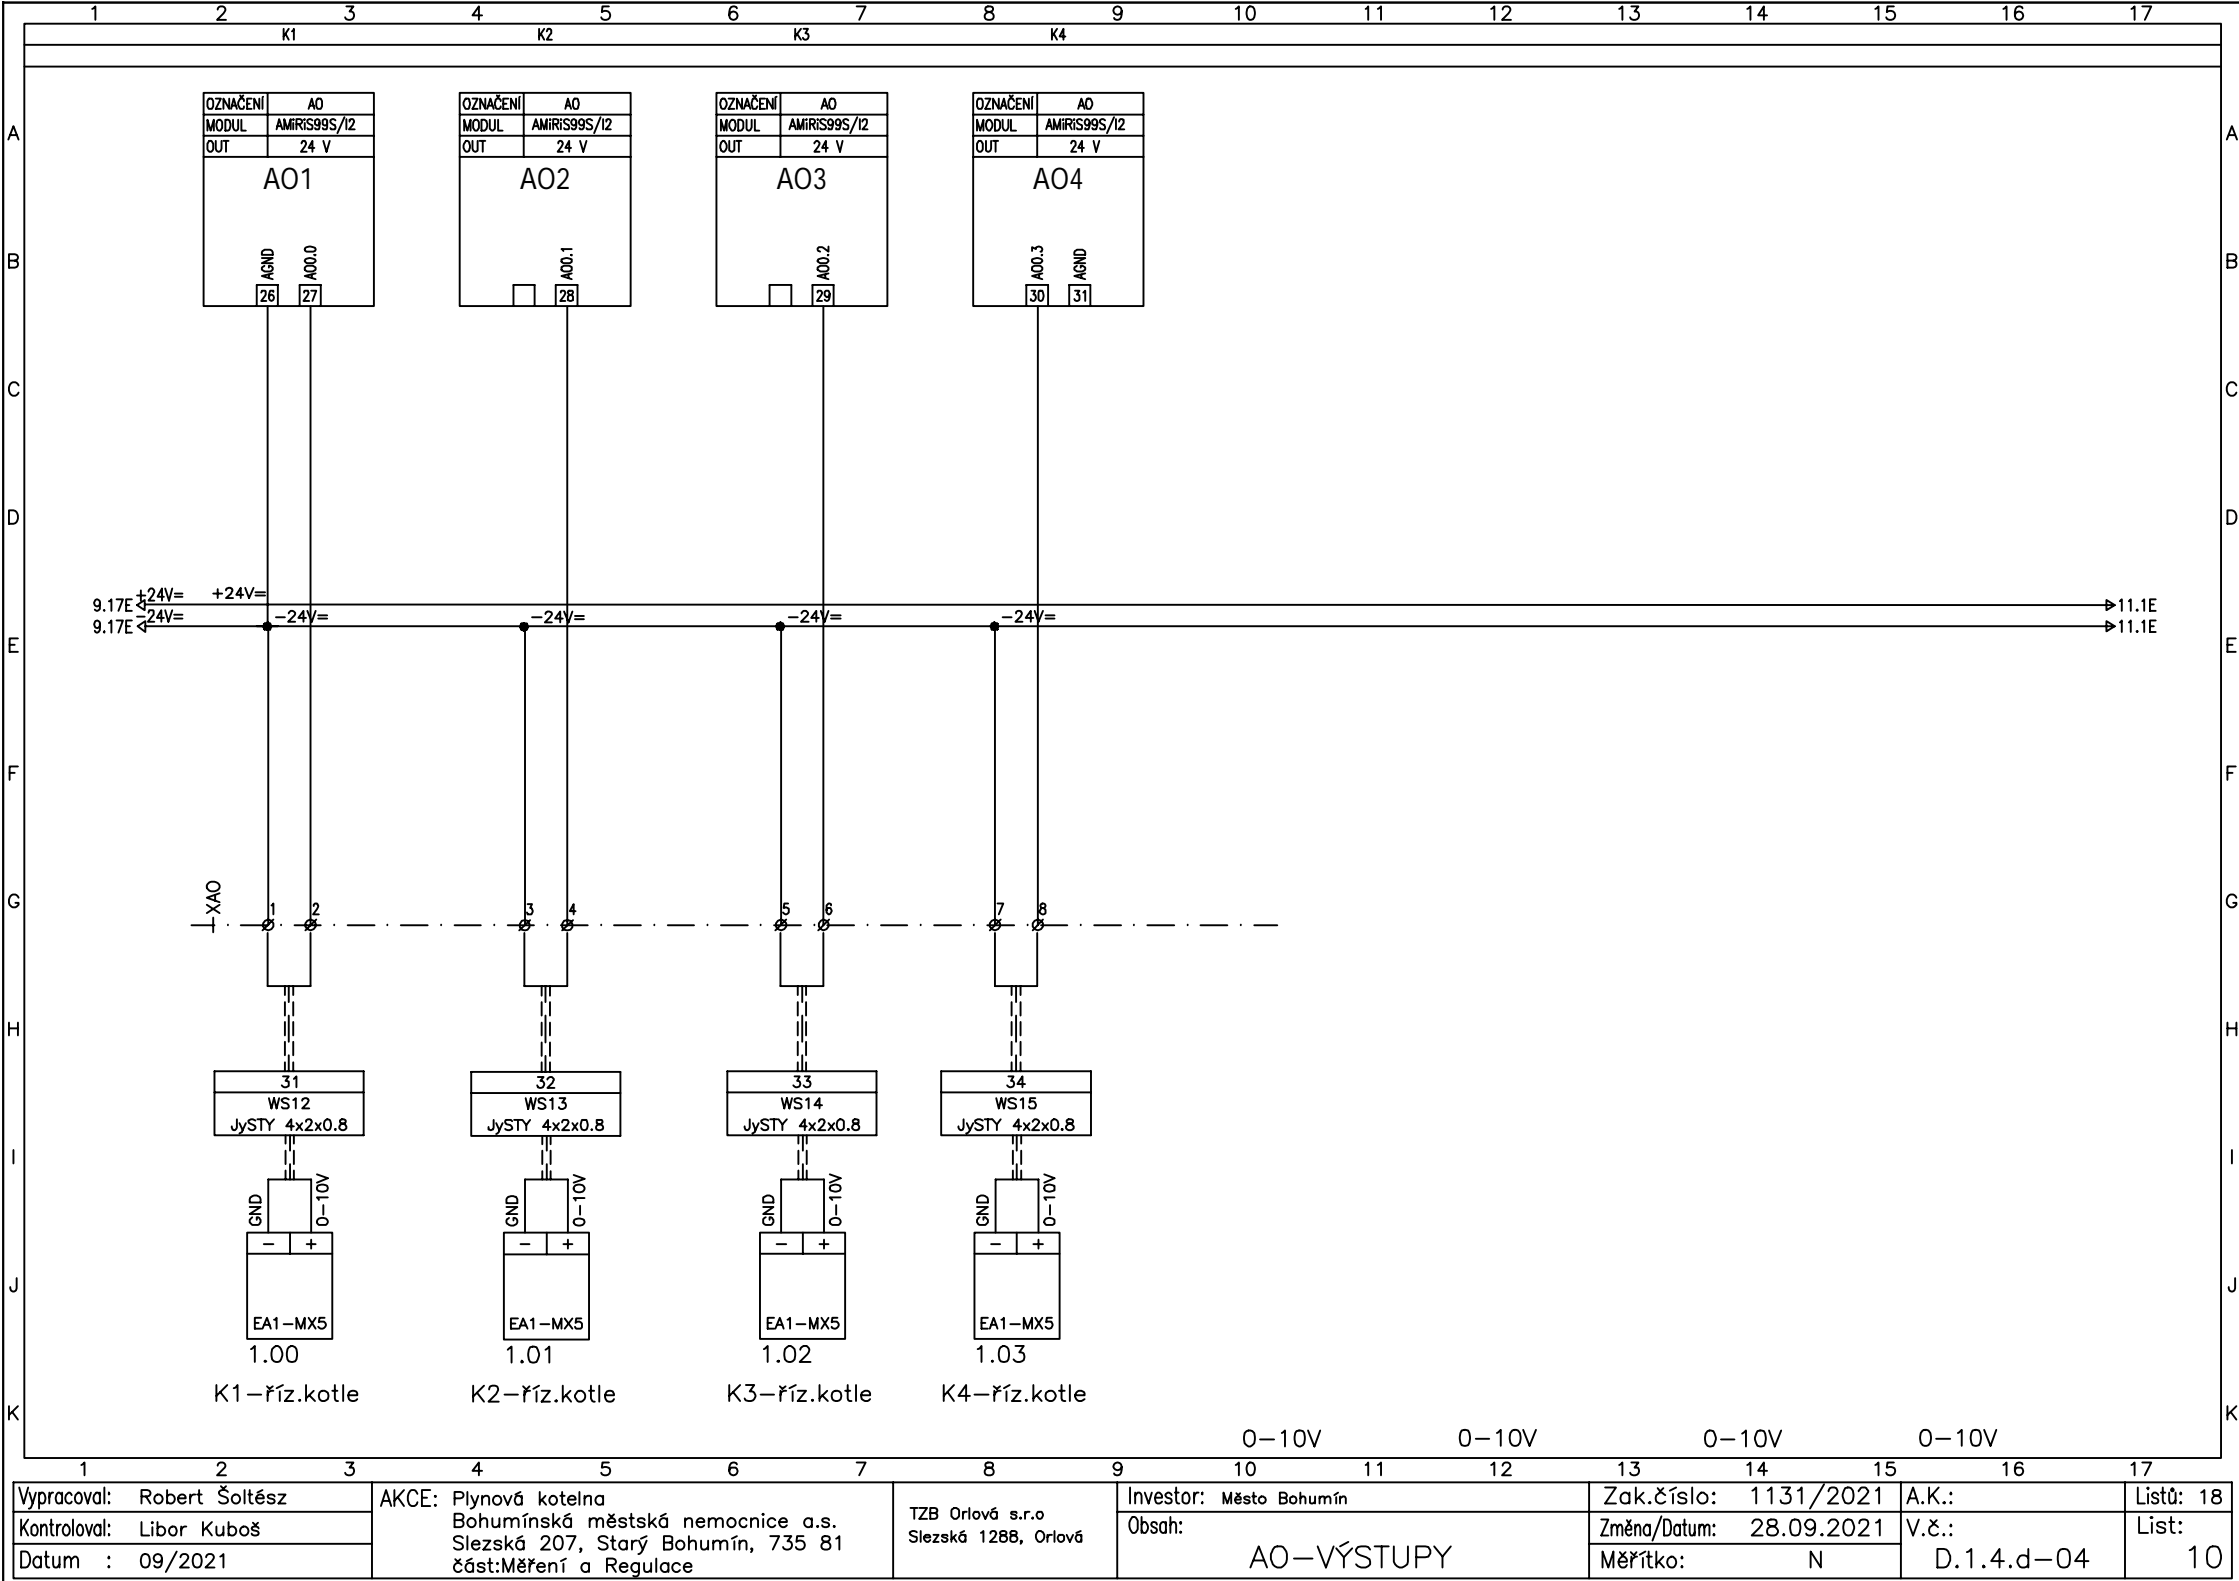 1 2 3 4 5 6 7 8 9 10 11 12 13 14 15 16 17
K1 K2 K3 K4
OZNAČENÍ AO OZNAČENÍ AO OZNAČENÍ AO OZNAČENÍ AO
A MODUL AMiRiS99S/I2 MODUL AMiRiS99S/I2 MODUL AMiRiS99S/I2 MODUL AMiRiS99S/I2 A
OUT 24 V OUT 24 V OUT 24 V OUT 24 V
AO1 AO2 AO3 AO4
B AGND AO0.0 AO0.1 AO0.2 AO0.3 AGND B
26 27 28 29 30 31
C C
D D
+24V= +24V=
9.17E 11.1E
-24V= -24V= -24V= -24V= -24V=
9.17E 11.1E
E E
F F
G XAO 1 2 3 4 5 6 7 8 G
H H
31 32 33 34
WS12 WS13 WS14 WS15
JySTY 4x2x0.8 JySTY 4x2x0.8 JySTY 4x2x0.8 JySTY 4x2x0.8
I I
GND 0-10V GND 0-10V GND 0-10V GND 0-10V
- + - + - + - +
J J
EA1-MX5 EA1-MX5 EA1-MX5 EA1-MX5
1.00 1.01 1.02 1.03
K1-říz.kotle K2-říz.kotle K3-říz.kotle K4-říz.kotle
K K
0-10V 0-10V 0-10V 0-10V
1 2 3 4 5 6 7 8 9 10 11 12 13 14 15 16 17
Vypracoval: Robert Šoltész
Kontroloval: Libor Kuboš
Datum : 09/2021
AKCE: Plynová kotelna
Bohumínská městská nemocnice a.s.
Slezská 207, Starý Bohumín, 735 81
část:Měření a Regulace
TZB Orlová s.r.o
Slezská 1288, Orlová
Investor: Město Bohumín
Obsah:
AO-VÝSTUPY
Zak.číslo: 1131/2021
Změna/Datum: 28.09.2021
Měřítko: N
A.K.:
V.č.:
D.1.4.d-04
Listů: 18
List:
10